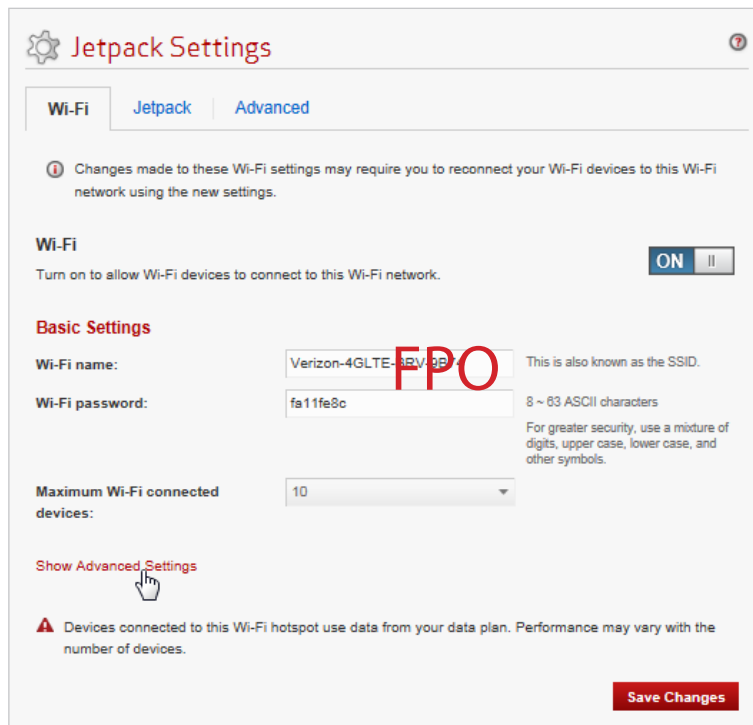 Jetpack Settings
?
Wi-Fi
Jetpack
Advanced
Changes made to these Wi-Fi settings may require you to reconnect your Wi-Fi devices to this Wi-Fi
network using the new settings.
Wi-Fi
Turn on to allow Wi-Fi devices to connect to this Wi-Fi network.
ON
Basic Settings
Wi-Fi name:
FPO
This is also known as the SSID.
Wi-Fi password:
fa11fe8c
8 ~ 63 ASCII characters
For greater security, use a mixture of
digits, upper case, lower case, and
other symbols.
Maximum Wi-Fi connected
devices:
10
Show Advanced Settings
Devices connected to this Wi-Fi hotspot use data from your data plan. Performance may vary with the
number of devices.
Save Changes